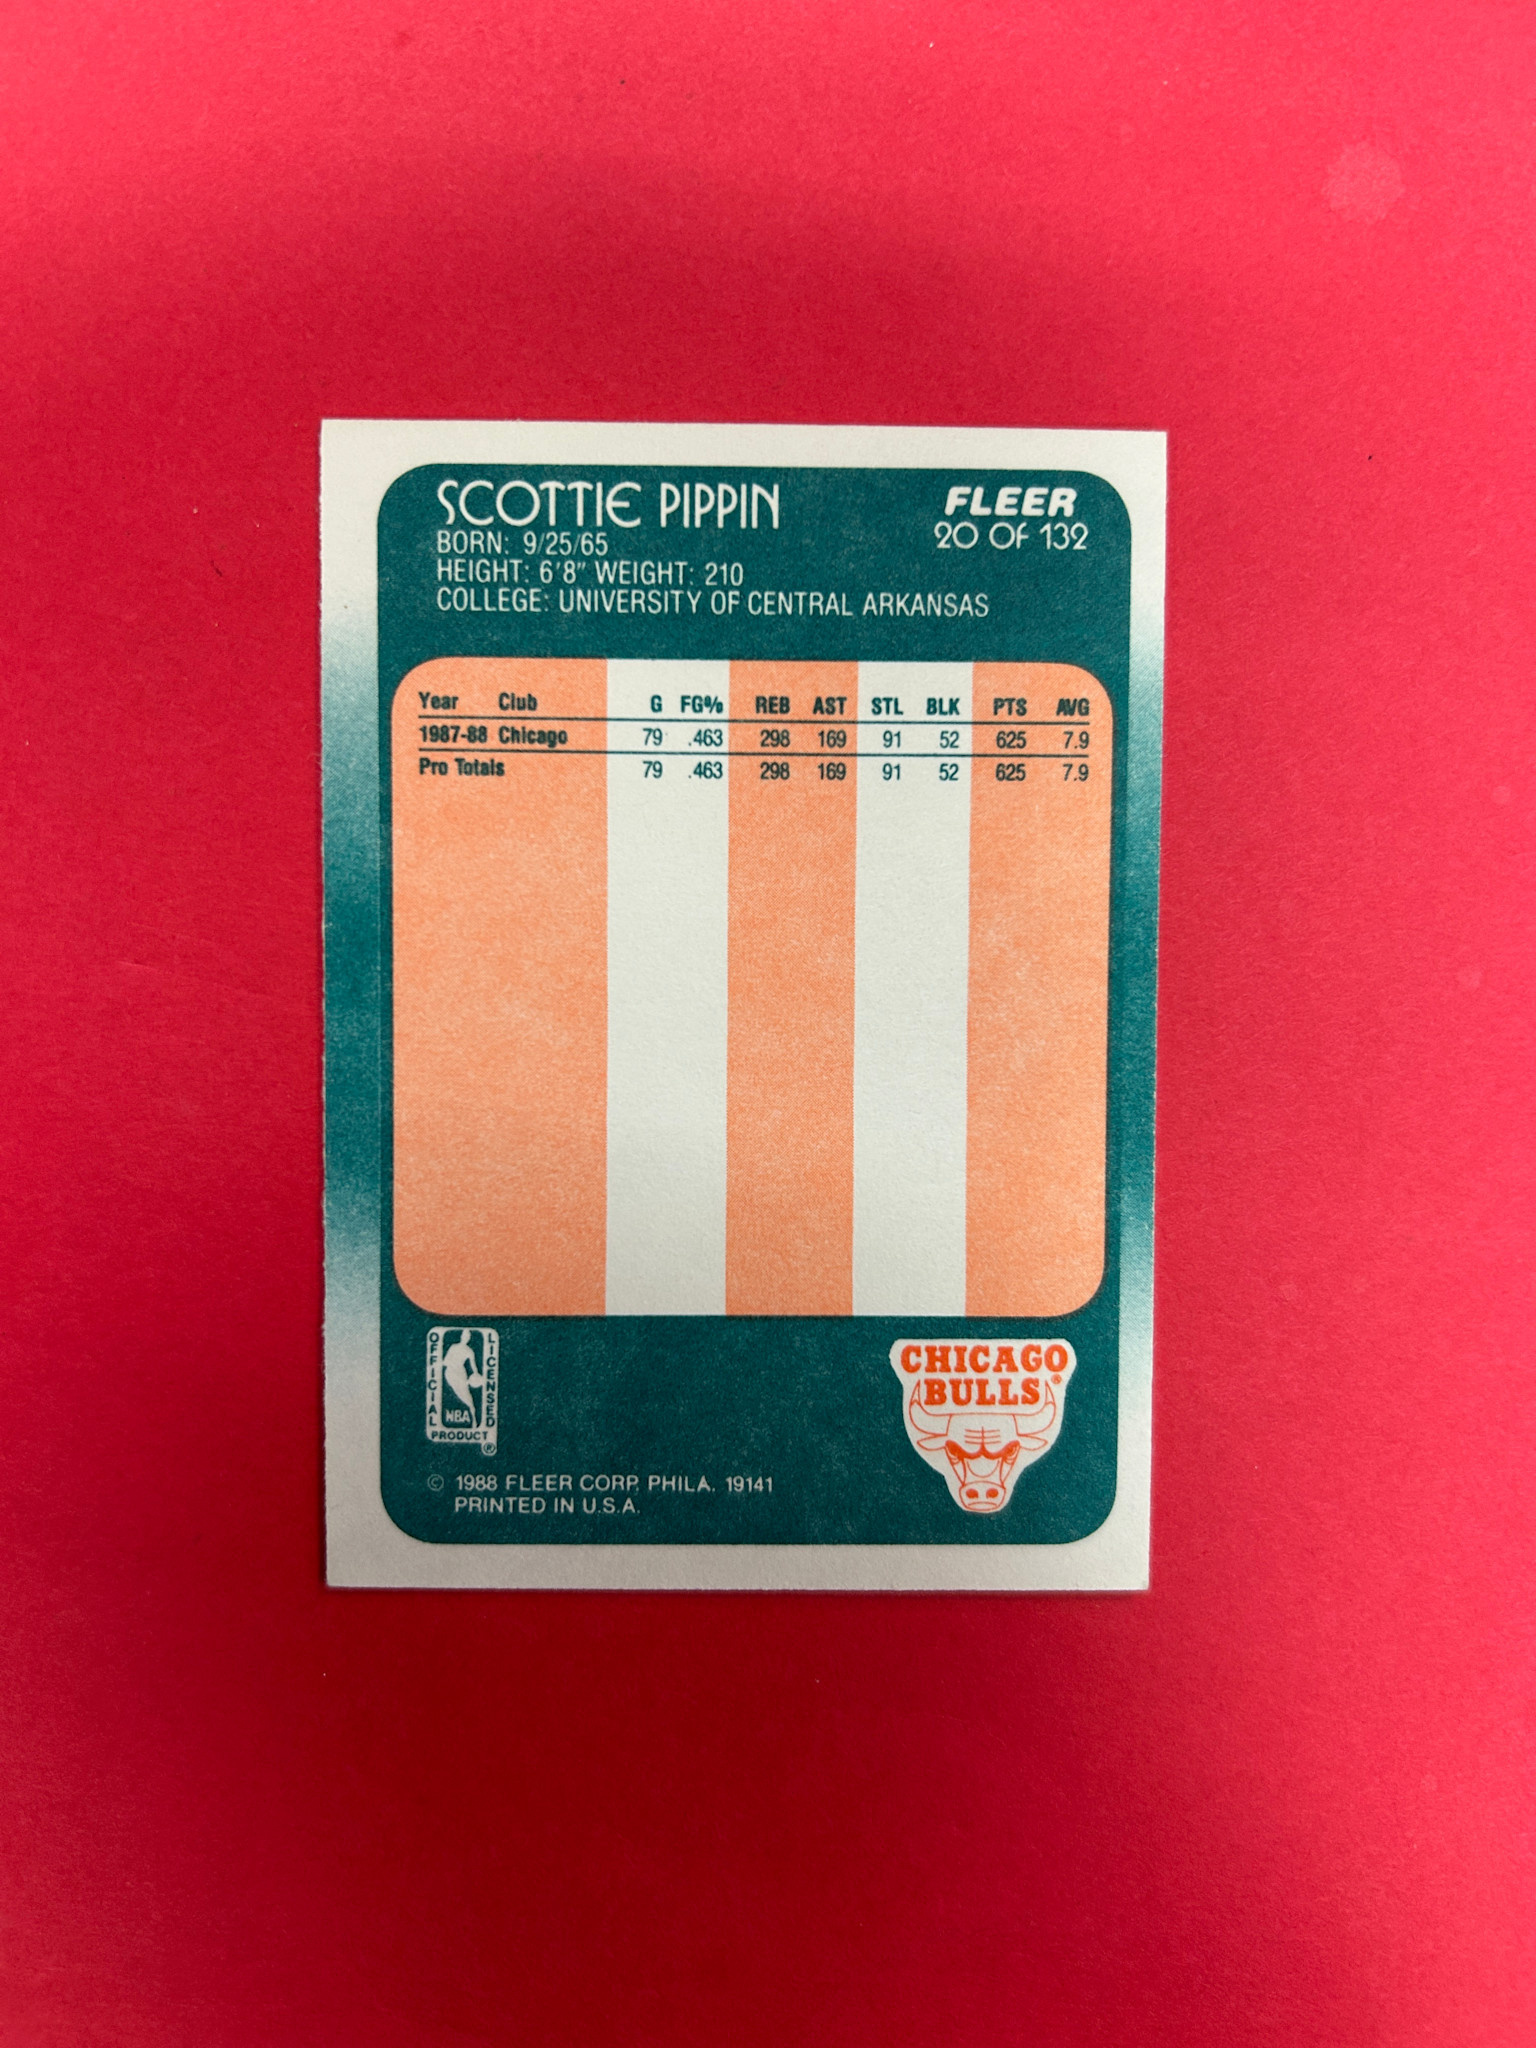 SCOTTIE PIPPIN
FLEER
20 OF 132
BORN: 9/25/65
HEIGHT: 6'8" WEIGHT: 210
COLLEGE: UNIVERSITY OF CENTRAL ARKANSAS
Year Club G FG% REB AST STL BLK PTS AVG
1987-88 Chicago 79 .463 298 169 91 52 625 7.9
Pro Totals 79 .463 298 169 91 52 625 7.9
OFFICIAL
LICENSED
NBA
PRODUCT
®
CHICAGO
BULLS ®
© 1988 FLEER CORP. PHILA. 19141
PRINTED IN U.S.A.